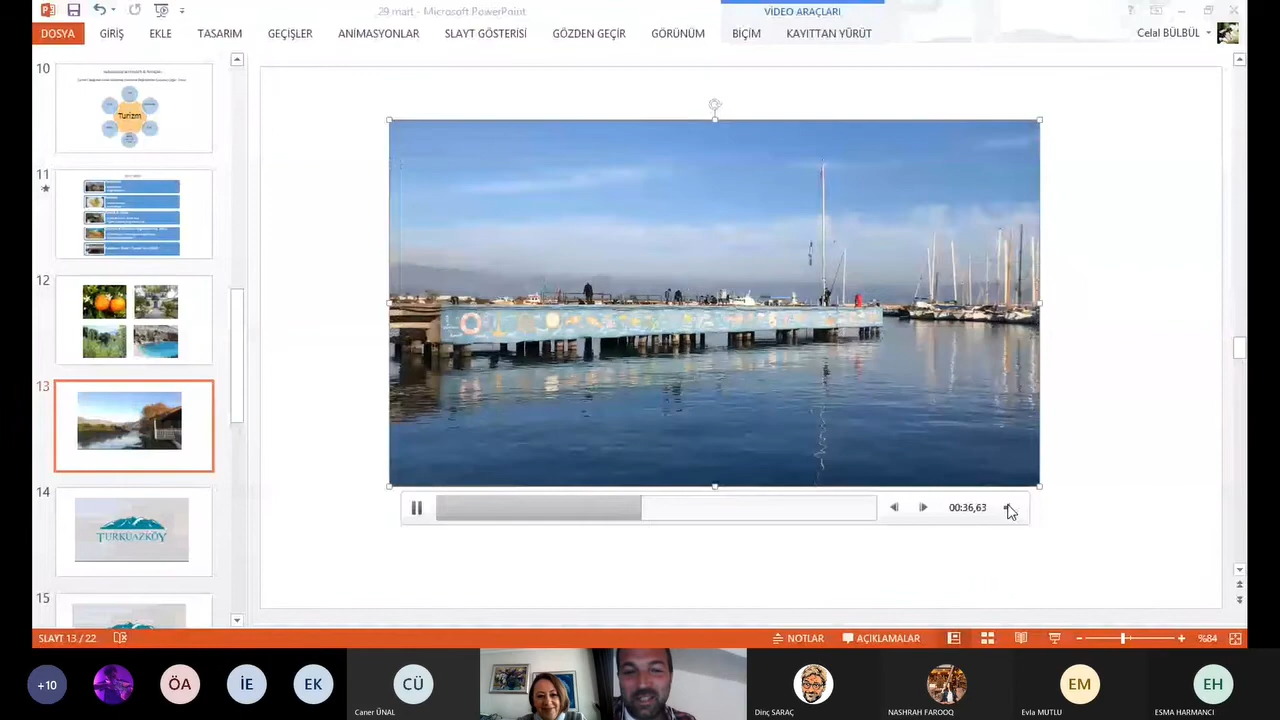 29 mart - Microsoft PowerPoint
VİDEO ARAÇLARI
DOSYA GİRİŞ EKLE TASARIM GEÇİŞLER ANİMASYONLAR SLAYT GÖSTERİSİ GÖZDEN GEÇİR GÖRÜNÜM BİÇİM KAYITTAN YÜRÜT Celal BÜLBÜL
10
Turizm
11
12
13
14
TURKUAZKÖY
15
00:36,63
SLAYT 13 / 22 NOTLAR AÇIKLAMALAR %84
+10 ÖA İE EK CÜ EM EH
Caner ÜNAL Dinç SARAÇ NASHRAH FAROOQ Evla MUTLU ESMA HARMANCI